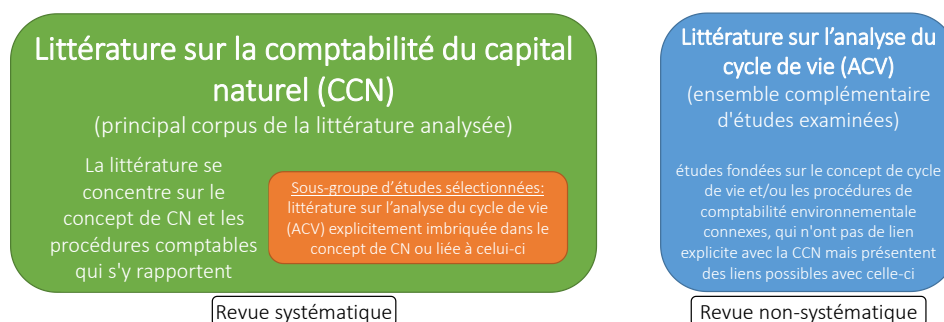 Littérature sur la comptabilité du capital
naturel (CCN)
(principal corpus de la littérature analysée)
La littérature se
concentre sur le
concept de CN et les
procédures comptables
qui s'y rapportent
Sous-groupe d'études sélectionnées:
littérature sur l'analyse du cycle de vie
(ACV) explicitement imbriquée dans le
concept de CN ou liée à celui-ci
Revue systématique
Littérature sur l'analyse du
cycle de vie (ACV)
(ensemble complémentaire
d'études examinées)
études fondées sur le concept de cycle
de vie et/ou les procédures de
comptabilité environnementale
connexes, qui n'ont pas de lien
explicite avec la CCN mais présentent
des liens possibles avec celle-ci
Revue non-systématique